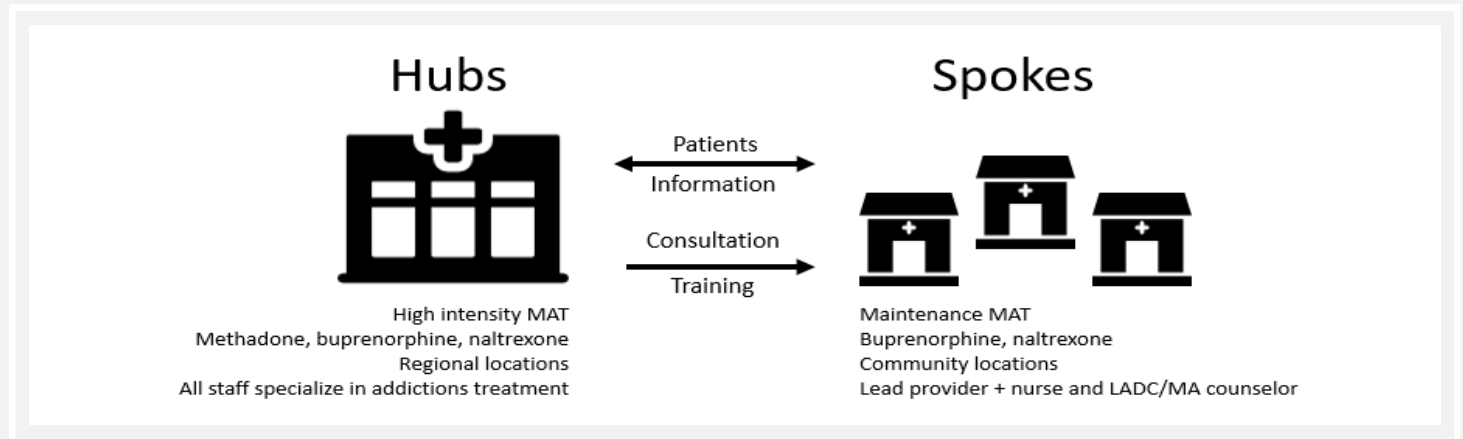 Hubs
Spokes
Patients
Information
Consultation
Training
High intensity MAT
Methadone, buprenorphine, naltrexone
Regional locations
All staff specialize in addictions treatment
Maintenance MAT
Buprenorphine, naltrexone
Community locations
Lead provider + nurse and LADC/MA counselor